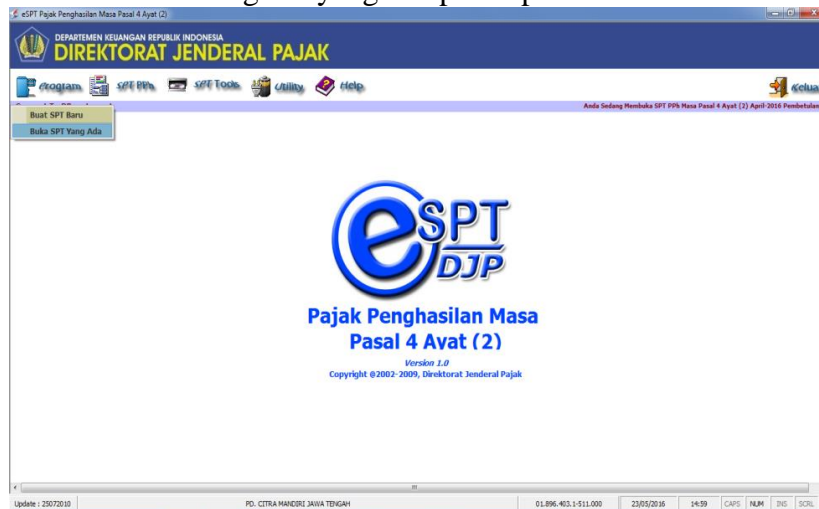 eSPT Pajak Penghasilan Masa Pasal 4 Ayat (2)
DEPARTEMEN KEUANGAN REPUBLIK INDONESIA
DIREKTORAT JENDERAL PAJAK
Program SPT PPh SPT Tools Utility Help Kelua
Anda Sedang Membuka SPT PPh Masa Pasal 4 Ayat (2) April-2016 Pembetulan
Buat SPT Baru
Buka SPT Yang Ada
eSPT
DJP
Pajak Penghasilan Masa
Pasal 4 Ayat (2)
Version 1.0
Copyright @2002-2009, Direktorat Jenderal Pajak
Update : 25072010 PD. CITRA MANDIRI JAWA TENGAH 01.896.403.1-511.000 23/05/2016 14:59 CAPS NUM INS SCRL